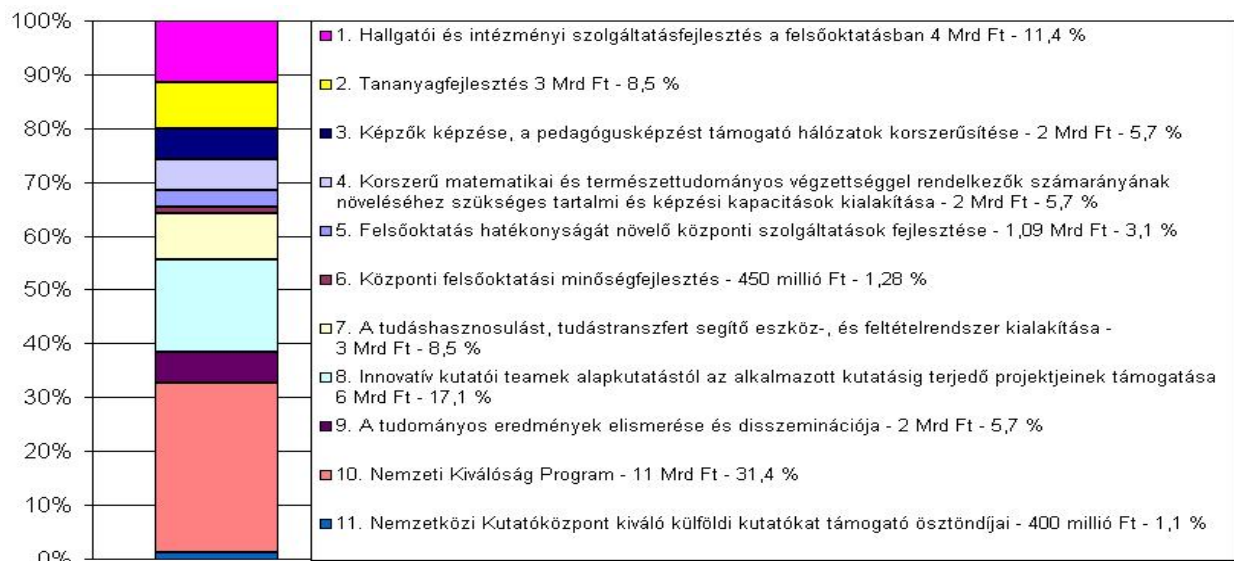 100%
90%
80%
70%
60%
50%
40%
30%
20%
10%
0%
1. Hallgatói és intézményi szolgáltatásfejlesztés a felsőoktatásban 4 Mrd Ft - 11,4 %
2. Tananyagfejlesztés 3 Mrd Ft - 8,5 %
3. Képzők képzése, a pedagógusképzést támogató hálózatok korszerűsítése - 2 Mrd Ft - 5,7 %
4. Korszerű matematikai és természettudományos végzettséggel rendelkezők számarányának
növeléséhez szükséges tartalmi és képzési kapacitások kialakítása - 2 Mrd Ft - 5,7 %
5. Felsőoktatás hatékonyságát növelő központi szolgáltatások fejlesztése - 1,09 Mrd Ft - 3,1 %
6. Központi felsőoktatási minőségfejlesztés - 450 millió Ft - 1,28 %
7. A tudáshasznosulást, tudástranszfert segítő eszköz-, és feltételrendszer kialakítása -
3 Mrd Ft - 8,5 %
8. Innovatív kutatói teamek alapkutatástól az alkalmazott kutatásig terjedő projektjeinek támogatása
6 Mrd Ft - 17,1 %
9. A tudományos eredmények elismerése és disszeminációja - 2 Mrd Ft - 5,7 %
10. Nemzeti Kiválóság Program - 11 Mrd Ft - 31,4 %
11. Nemzetközi Kutatóközpont kiváló külföldi kutatókat támogató ösztöndíjai - 400 millió Ft - 1,1 %